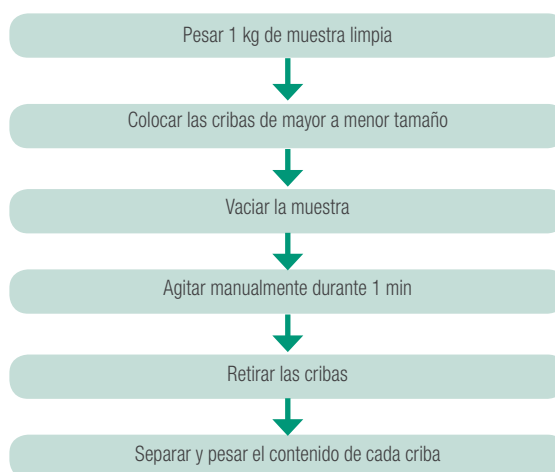 Pesar 1 kg de muestra limpia
Colocar las cribas de mayor a menor tamaño
Vaciar la muestra
Agitar manualmente durante 1 min
Retirar las cribas
Separar y pesar el contenido de cada criba